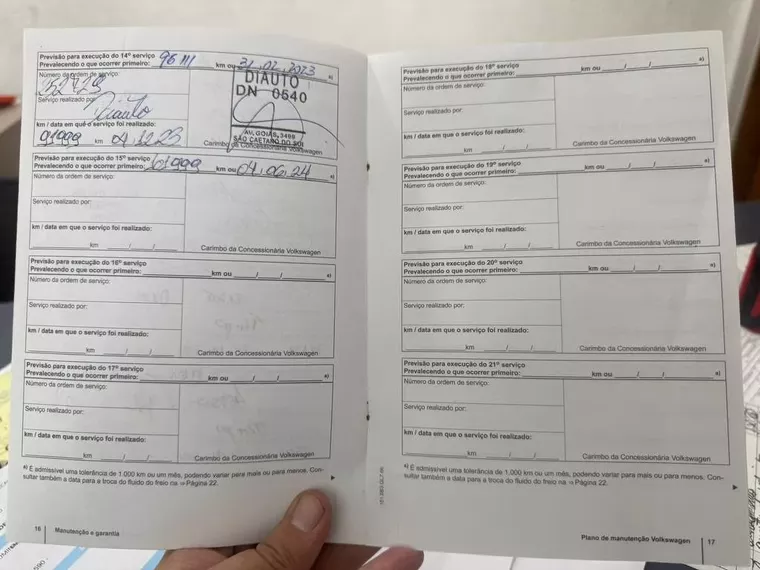 Previsão para execução do 14º serviço
Prevalecendo o que ocorrer primeiro: 96 111 km ou 31.02.2023 a)
Número da ordem de serviço:
52729
Serviço realizado por:
Diauto
km / data em que o serviço foi realizado:
91999 km 04.12.23
DIAUTO
DN 0540
AV. GOIÁS, 3466
SÃO CAETANO DO SUL
Carimbo da Concessionária Volkswagen
Previsão para execução do 15º serviço
Prevalecendo o que ocorrer primeiro: 61999 km ou 04.06.24 a)
Número da ordem de serviço:
Serviço realizado por:
km / data em que o serviço foi realizado:
km / /
Carimbo da Concessionária Volkswagen
Previsão para execução do 16º serviço
Prevalecendo o que ocorrer primeiro: km ou / / a)
Número da ordem de serviço:
Serviço realizado por:
km / data em que o serviço foi realizado:
km / /
Carimbo da Concessionária Volkswagen
Previsão para execução do 17º serviço
Prevalecendo o que ocorrer primeiro: km ou / / a)
Número da ordem de serviço:
Serviço realizado por:
km / data em que o serviço foi realizado:
km / /
Carimbo da Concessionária Volkswagen
a) É admissível uma tolerância de 1.000 km ou um mês, podendo variar para mais ou para menos. Con-
sultar também a data para a troca do fluido do freio na ⇒Página 22.
16 Manutenção e garantia
Previsão para execução do 18º serviço
Prevalecendo o que ocorrer primeiro: km ou / / a)
Número da ordem de serviço:
Serviço realizado por:
km / data em que o serviço foi realizado:
km / /
Carimbo da Concessionária Volkswagen
Previsão para execução do 19º serviço
Prevalecendo o que ocorrer primeiro: km ou / / a)
Número da ordem de serviço:
Serviço realizado por:
km / data em que o serviço foi realizado:
km / /
Carimbo da Concessionária Volkswagen
Previsão para execução do 20º serviço
Prevalecendo o que ocorrer primeiro: km ou / / a)
Número da ordem de serviço:
Serviço realizado por:
km / data em que o serviço foi realizado:
km / /
Carimbo da Concessionária Volkswagen
Previsão para execução do 21º serviço
Prevalecendo o que ocorrer primeiro: km ou / / a)
Número da ordem de serviço:
Serviço realizado por:
km / data em que o serviço foi realizado:
km / /
Carimbo da Concessionária Volkswagen
a) É admissível uma tolerância de 1.000 km ou um mês, podendo variar para mais ou para menos. Con-
sultar também a data para a troca do fluido do freio na ⇒Página 22.
Plano de manutenção Volkswagen 17